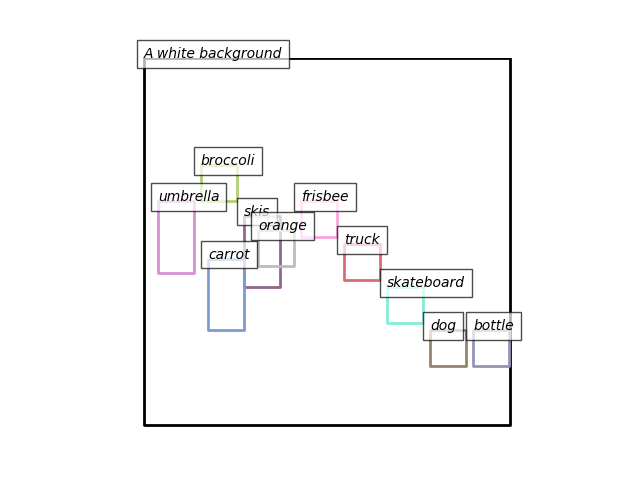 A white background
broccoli
umbrella
frisbee
skis
orange
truck
carrot
skateboard
dog
bottle